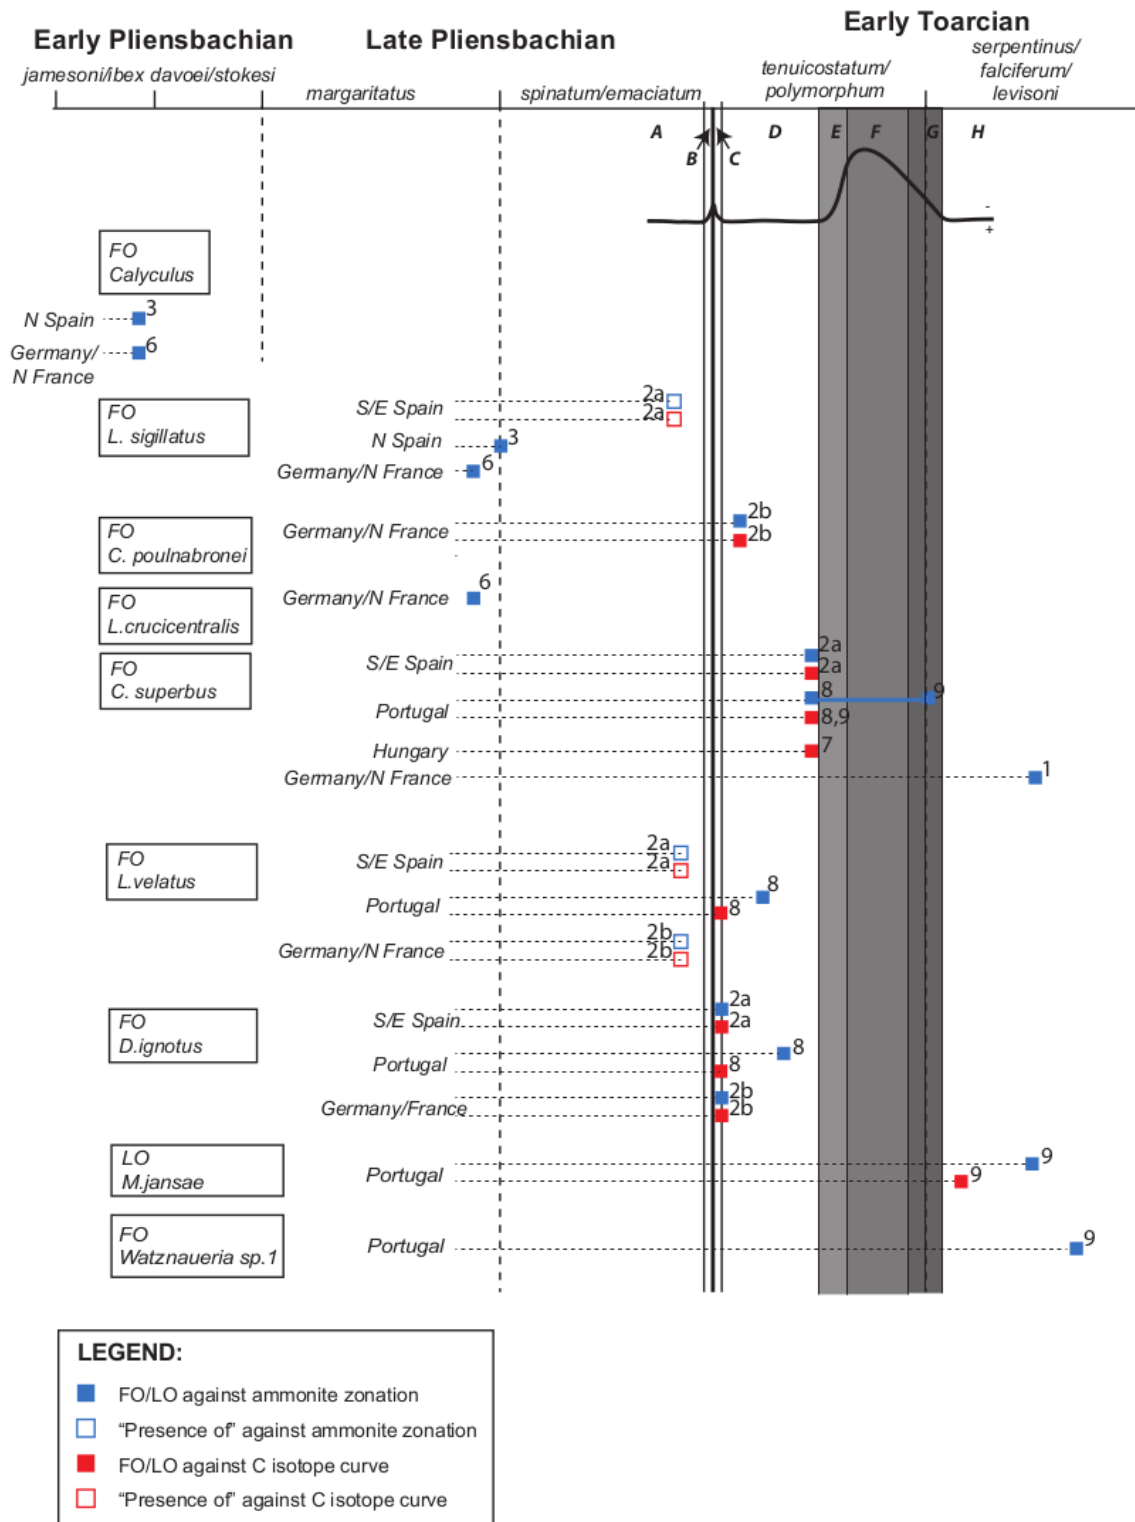 Early Pliensbachian
Late Pliensbachian
Early Toarcian
jamesoni/ibex davoei/stokesi
margaritatus
spinatum/emaciatum
tenuicostatum/
polymorphum
serpentinus/
falciferum/
levisoni
A
B
C
D
E
F
G
H
-
+
FO
Calyculus
N Spain
3
Germany/
N France
6
FO
L. sigillatus
S/E Spain
2a
2a
N Spain
3
Germany/N France
6
FO
C. poulnabronei
Germany/N France
2b
2b
FO
L.crucicentralis
Germany/N France
6
FO
C. superbus
S/E Spain
2a
2a
Portugal
8
9
8,9
Hungary
7
Germany/N France
1
FO
L.velatus
S/E Spain
2a
2a
Portugal
8
8
Germany/N France
2b
2b
FO
D.ignotus
S/E Spain
2a
2a
Portugal
8
8
Germany/France
2b
2b
LO
M.jansae
Portugal
9
9
FO
Watznaueria sp.1
Portugal
9
LEGEND:
FO/LO against ammonite zonation
“Presence of” against ammonite zonation
FO/LO against C isotope curve
“Presence of” against C isotope curve